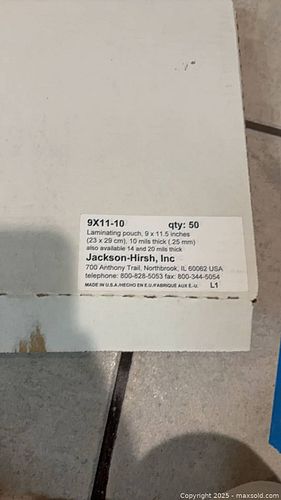 9X11-10 qty: 50
Laminating pouch, 9 x 11.5 inches
(23 x 29 cm), 10 mils thick (.25 mm)
also available 14 and 20 mils thick
Jackson-Hirsh, Inc
700 Anthony Trail, Northbrook, IL 60062 USA
telephone: 800-828-5053 fax: 800-344-5054
MADE IN U.S.A./HECHO EN E.U./FABRIQUE AUX É.-U. L1
Copyright © 2025 - maxsold.com